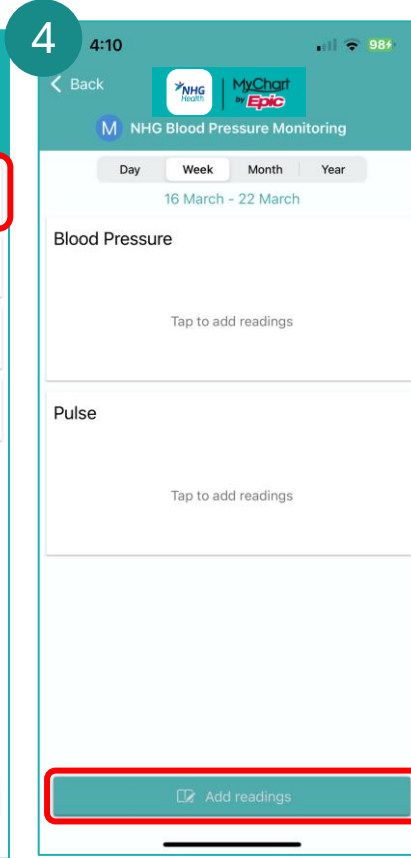 4
4:10
98
Back
NHG
Health
MyChart
by Epic
M NHG Blood Pressure Monitoring
Day Week Month Year
16 March - 22 March
Blood Pressure
Tap to add readings
Pulse
Tap to add readings
Add readings